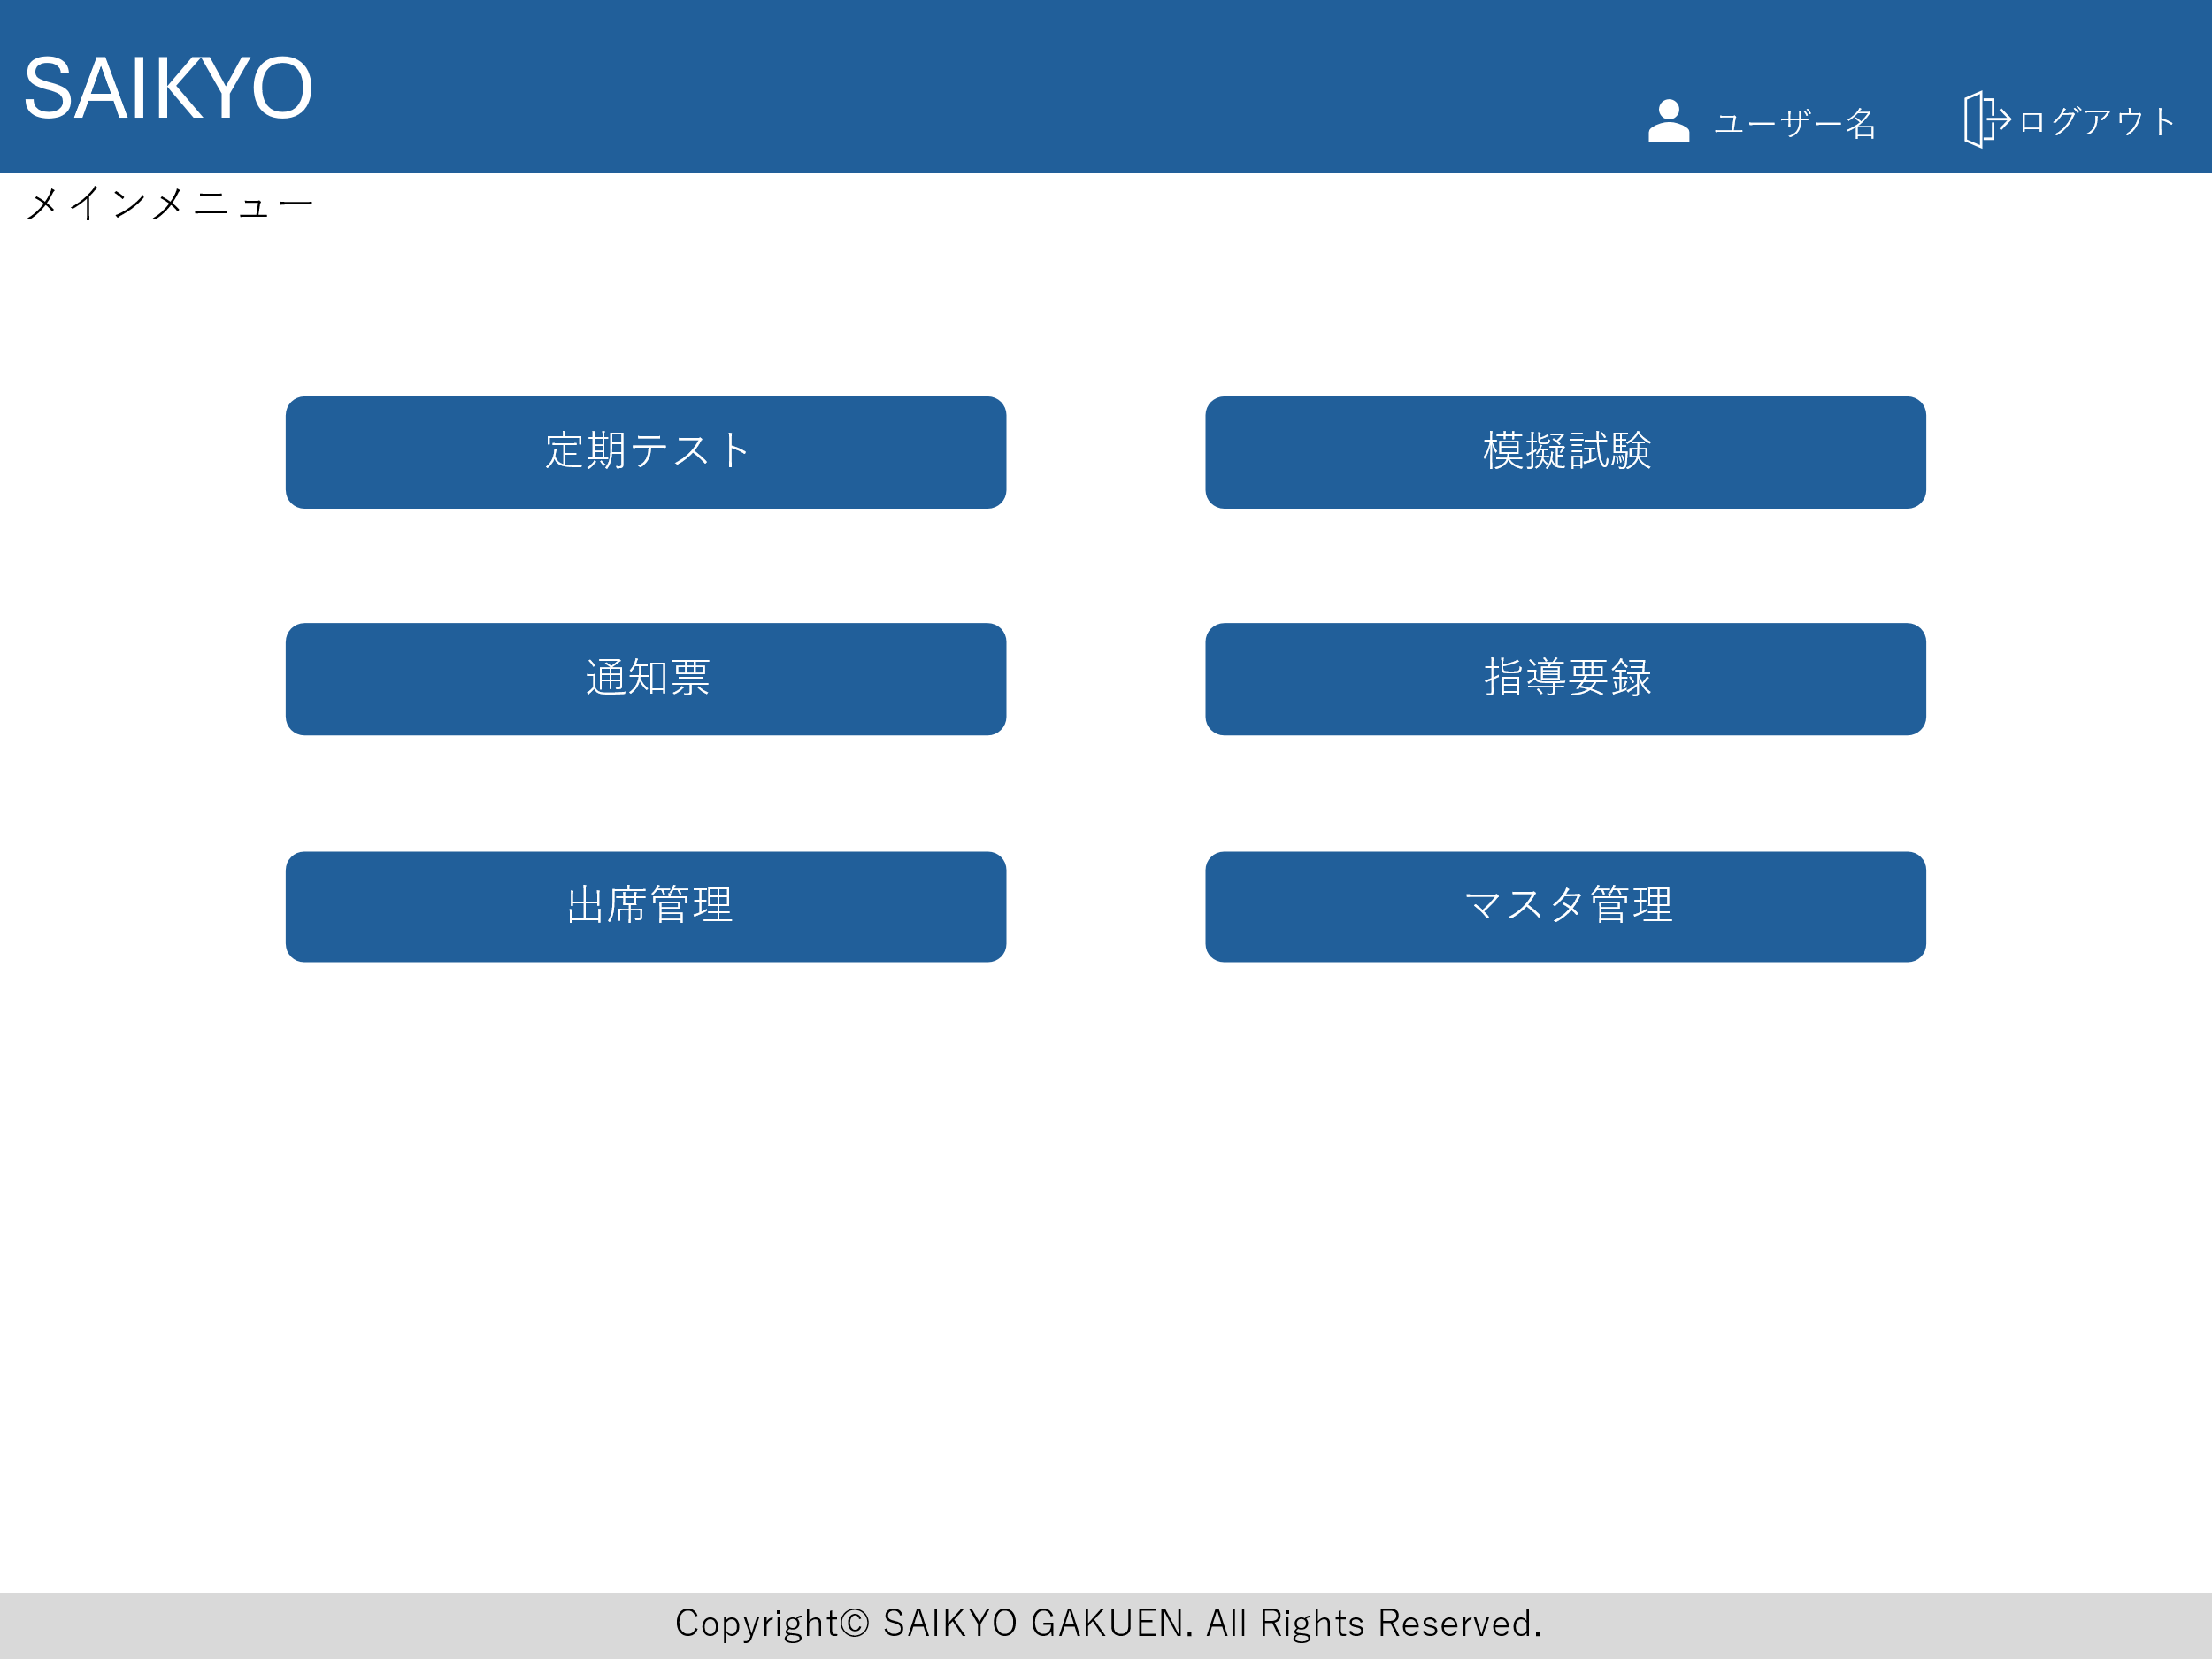 SAIKYO
ユーザー名 ログアウト
メインメニュー
定期テスト 模擬試験
通知票 指導要録
出席管理 マスタ管理
Copyright© SAIKYO GAKUEN. All Rights Reserved.